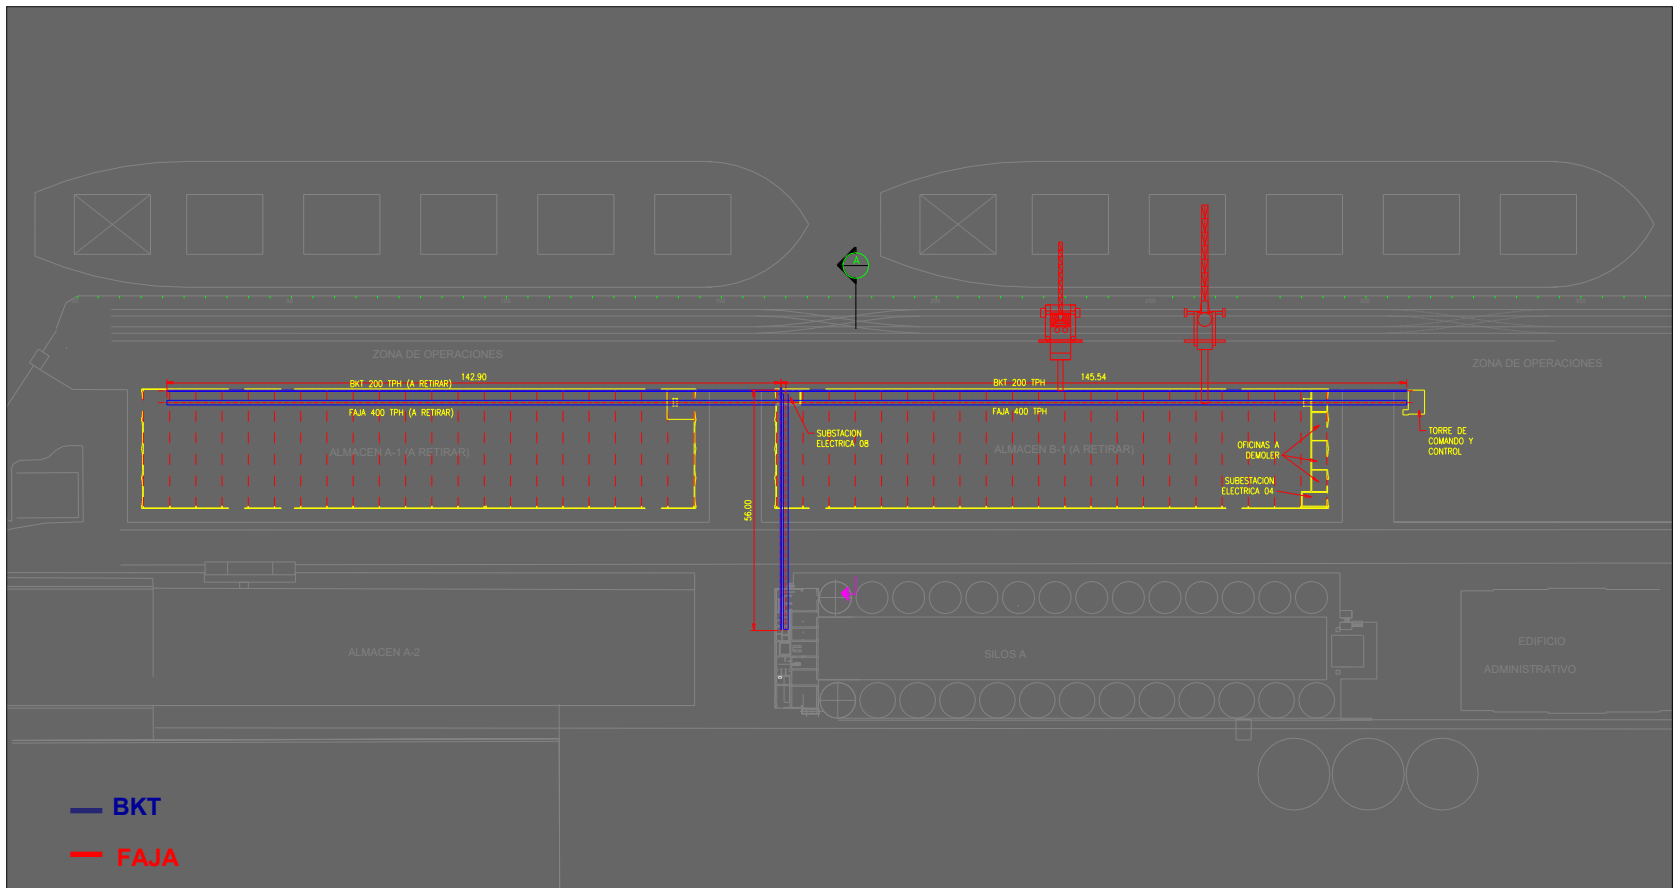 A
ZONA DE OPERACIONES
ZONA DE OPERACIONES
142.90
145.54
BKT 200 TPH (A RETIRAR)
BKT 200 TPH
FAJA 400 TPH (A RETIRAR)
FAJA 400 TPH
SUBSTACION
ELECTRICA 08
ALMACEN A-1 (A RETIRAR)
ALMACEN B-1 (A RETIRAR)
OFICINAS A
DEMOLER
TORRE DE
COMANDO Y
CONTROL
SUBESTACION
ELECTRICA 04
56.00
ALMACEN A-2
SILOS A
EDIFICIO
ADMINISTRATIVO
BKT
FAJA